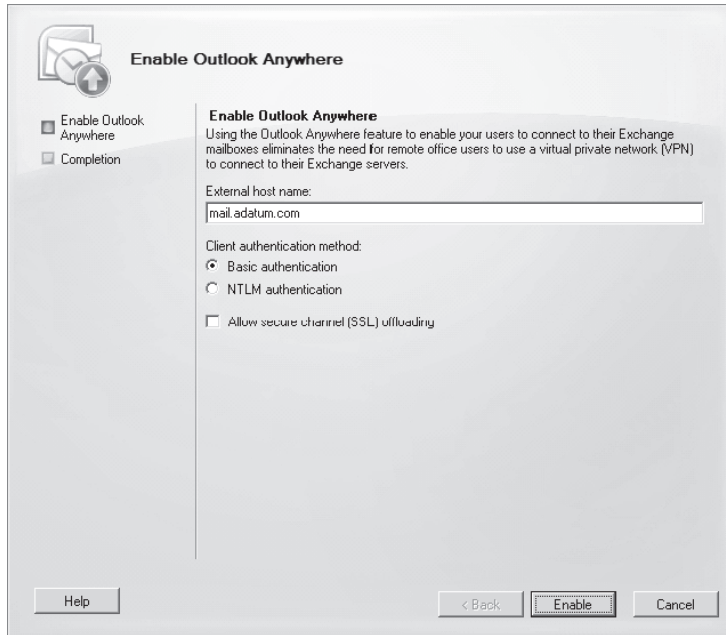 Enable Outlook Anywhere
Enable Outlook
Anywhere
Completion
Enable Outlook Anywhere
Using the Outlook Anywhere feature to enable your users to connect to their Exchange
mailboxes eliminates the need for remote office users to use a virtual private network (VPN)
to connect to their Exchange servers.
External host name:
mail.adatum.com
Client authentication method:
Basic authentication
NTLM authentication
Allow secure channel (SSL) offloading
Help
< Back
Enable
Cancel